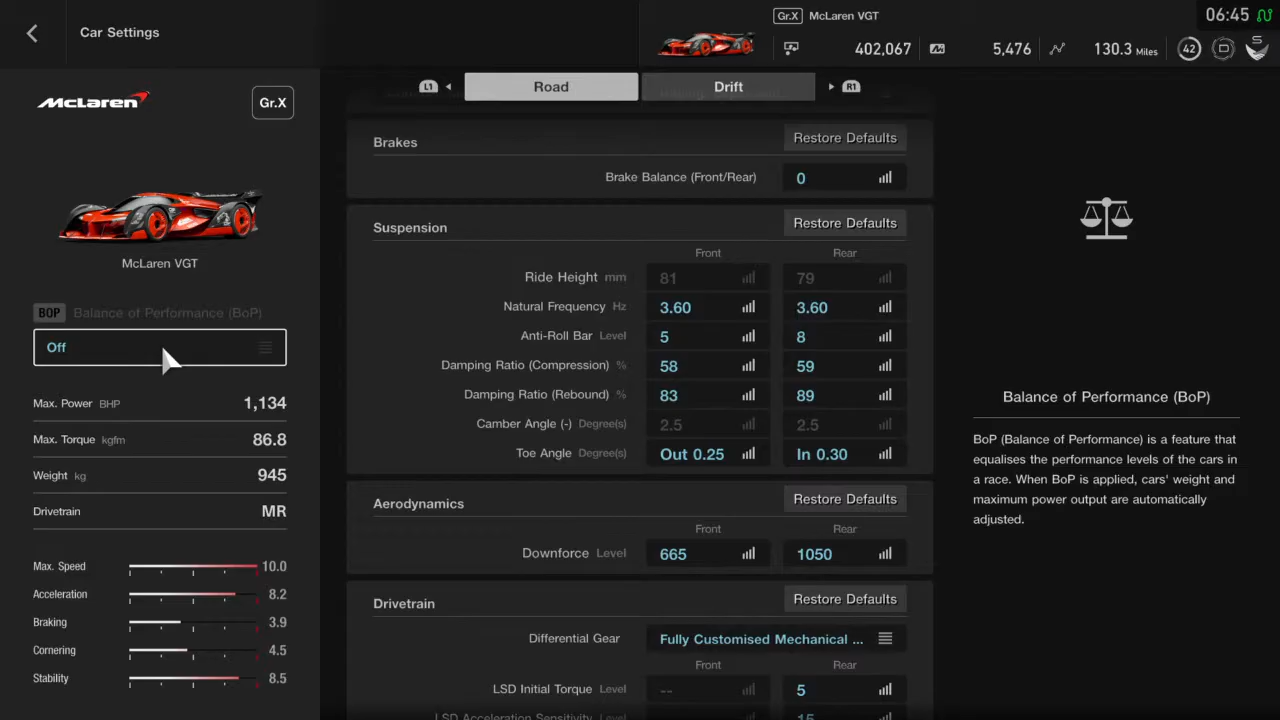 Car Settings
Gr.X McLaren VGT
06:45
402,067
5,476
130.3 Miles
42
D
S
McLaren
Gr.X
McLaren VGT
BOP Balance of Performance (BoP)
Off
Max. Power BHP 1,134
Max. Torque kgfm 86.8
Weight kg 945
Drivetrain MR
Max. Speed 10.0
Acceleration 8.2
Braking 3.9
Cornering 4.5
Stability 8.5
L1 Road Drift R1
Brakes Restore Defaults
Brake Balance (Front/Rear) 0
Suspension Restore Defaults
Front Rear
Ride Height mm 81 79
Natural Frequency Hz 3.60 3.60
Anti-Roll Bar Level 5 8
Damping Ratio (Compression) % 58 59
Damping Ratio (Rebound) % 83 89
Camber Angle (-) Degree(s) 2.5 2.5
Toe Angle Degree(s) Out 0.25 In 0.30
Aerodynamics Restore Defaults
Front Rear
Downforce Level 665 1050
Drivetrain Restore Defaults
Differential Gear Fully Customised Mechanical ...
Front Rear
LSD Initial Torque Level -- 5
LSD Acceleration Sensitivity Level 15
Balance of Performance (BoP)
BoP (Balance of Performance) is a feature that
equalises the performance levels of the cars in
a race. When BoP is applied, cars' weight and
maximum power output are automatically
adjusted.